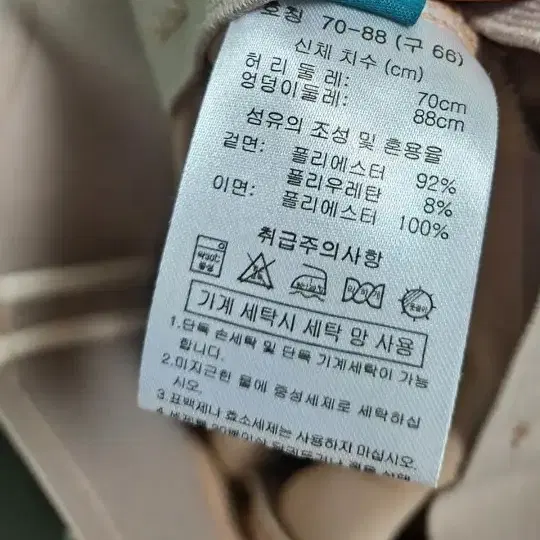 호칭 70-88 (구 66)
신체 치수 (cm)
허 리 둘 레: 70cm
엉덩이둘레: 88cm
섬유의 조성 및 혼용율
겉면: 폴리에스터 92%
폴리우레탄 8%
이면: 폴리에스터 100%
취급주의사항
약하게
기계 세탁시 세탁 망 사용
1.단독 손세탁 및 단독 기계세탁이 가능
합니다.
2.미지근한 물에 중성세제로 세탁하십
시오.
3.표백제나 효소세제는 사용하지 마십시오.